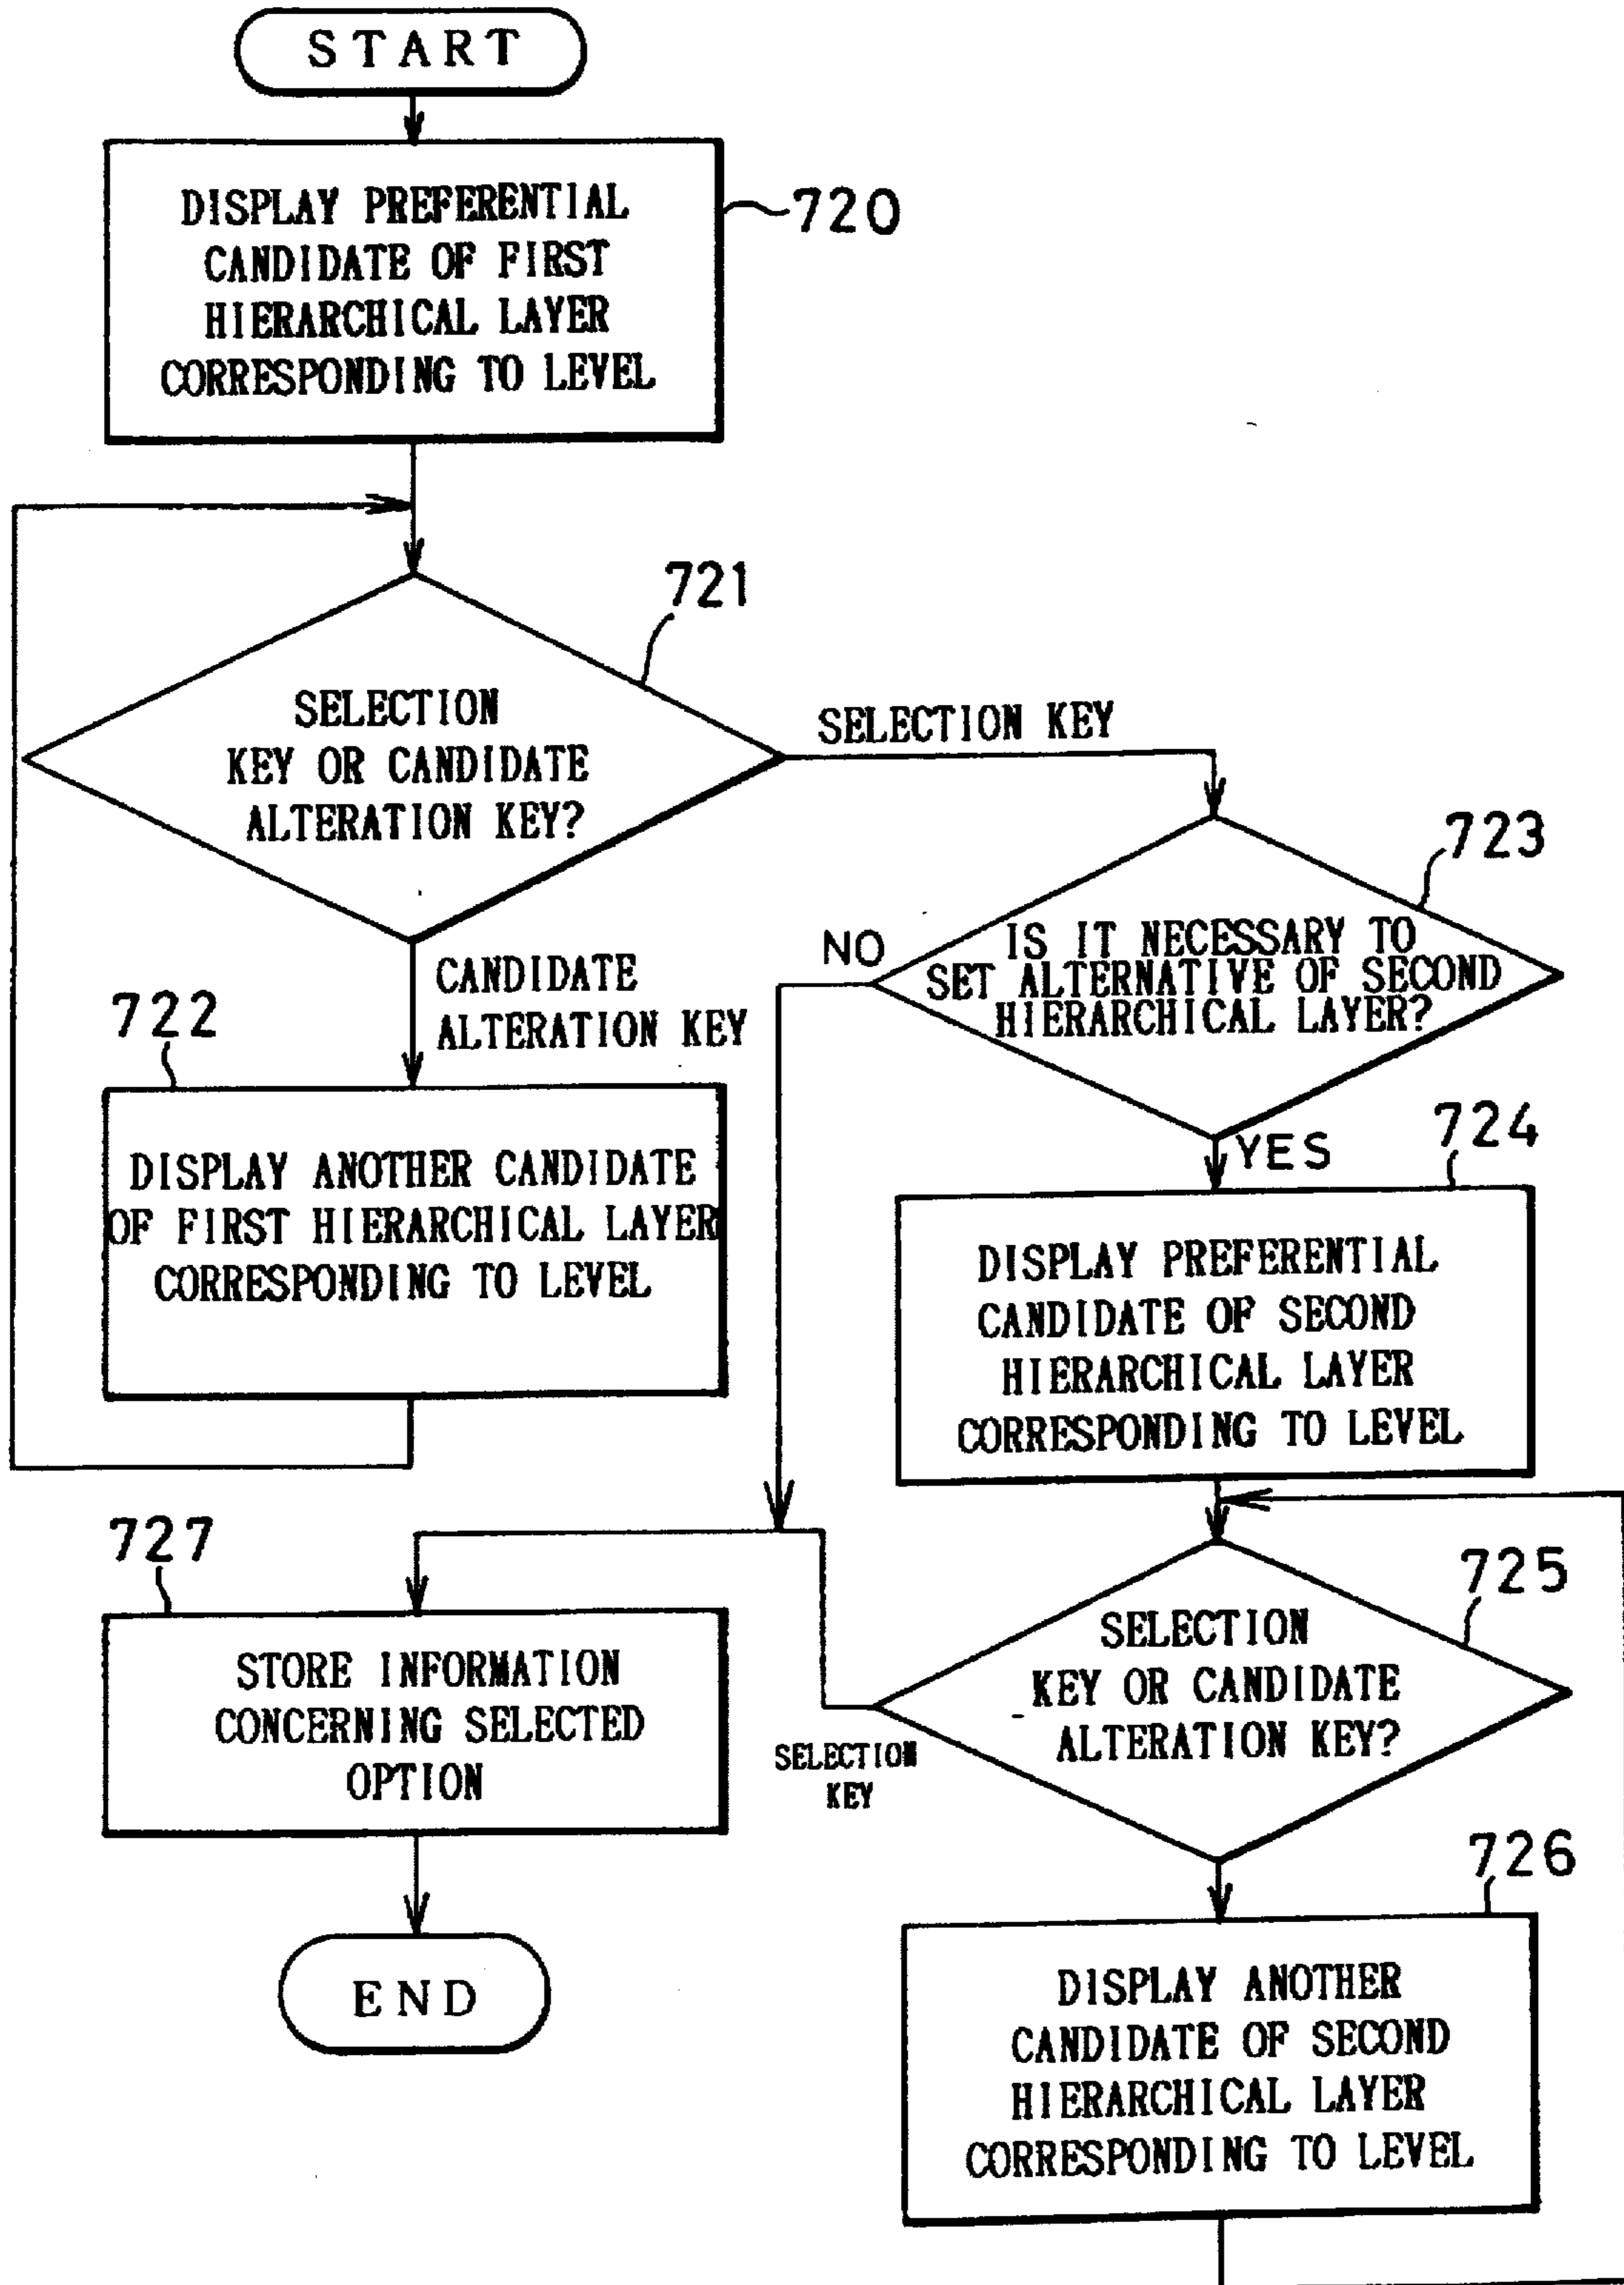 START
DISPLAY PREFERENTIAL
CANDIDATE OF FIRST
HIERARCHICAL LAYER
CORRESPONDING TO LEVEL
720
721
SELECTION
KEY OR CANDIDATE
ALTERATION KEY?
SELECTION KEY
CANDIDATE
ALTERATION KEY
722
DISPLAY ANOTHER CANDIDATE
OF FIRST HIERARCHICAL LAYER
CORRESPONDING TO LEVEL
723
IS IT NECESSARY TO
SET ALTERNATIVE OF SECOND
HIERARCHICAL LAYER?
NO
YES
724
DISPLAY PREFERENTIAL
CANDIDATE OF SECOND
HIERARCHICAL LAYER
CORRESPONDING TO LEVEL
725
SELECTION
KEY OR CANDIDATE
ALTERATION KEY?
SELECTION
KEY
726
DISPLAY ANOTHER
CANDIDATE OF SECOND
HIERARCHICAL LAYER
CORRESPONDING TO LEVEL
727
STORE INFORMATION
CONCERNING SELECTED
OPTION
END